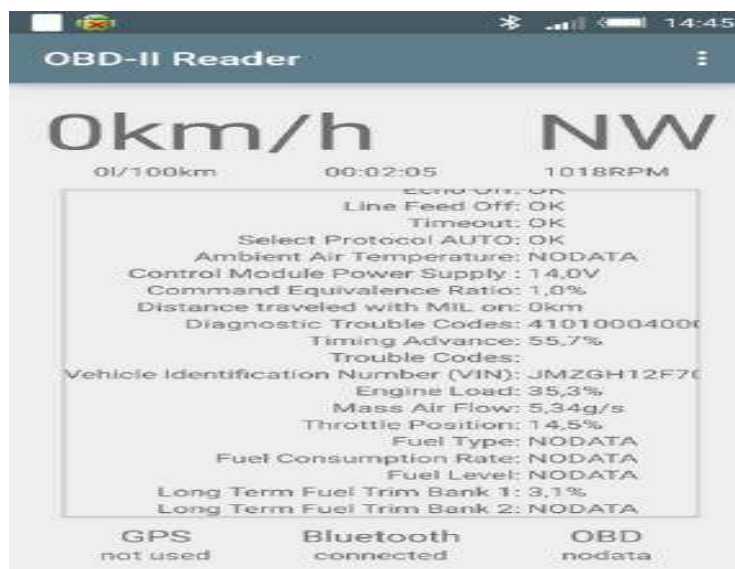 14:45
OBD-II Reader
0km/h NW
0l/100km 00:02:05 1018RPM
Echo Off: OK
Line Feed Off: OK
Timeout: OK
Select Protocol AUTO: OK
Ambient Air Temperature: NODATA
Control Module Power Supply : 14,0V
Command Equivalence Ratio: 1,0%
Distance traveled with MIL on: 0km
Diagnostic Trouble Codes: 4101000400
Timing Advance: 55,7%
Trouble Codes:
Vehicle Identification Number (VIN): JMZGH12F70
Engine Load: 35,3%
Mass Air Flow: 5,34g/s
Throttle Position: 14,5%
Fuel Type: NODATA
Fuel Consumption Rate: NODATA
Fuel Level: NODATA
Long Term Fuel Trim Bank 1: 3,1%
Long Term Fuel Trim Bank 2: NODATA
GPS Bluetooth OBD
not used connected nodata